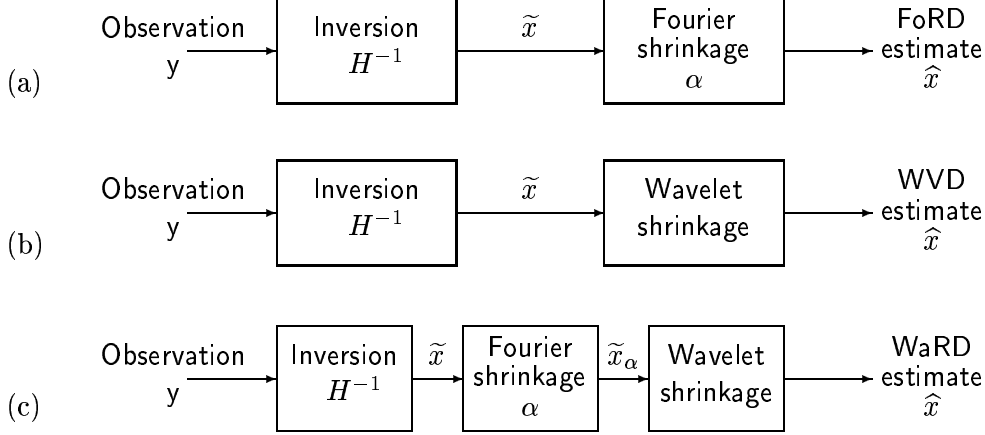 (a)
Observation
y
Inversion
H⁻¹
x̃
Fourier
shrinkage
α
FoRD
estimate
x̂
(b)
Observation
y
Inversion
H⁻¹
x̃
Wavelet
shrinkage
WVD
estimate
x̂
(c)
Observation
y
Inversion
H⁻¹
x̃
Fourier
shrinkage
α
x̃α
Wavelet
shrinkage
WaRD
estimate
x̂